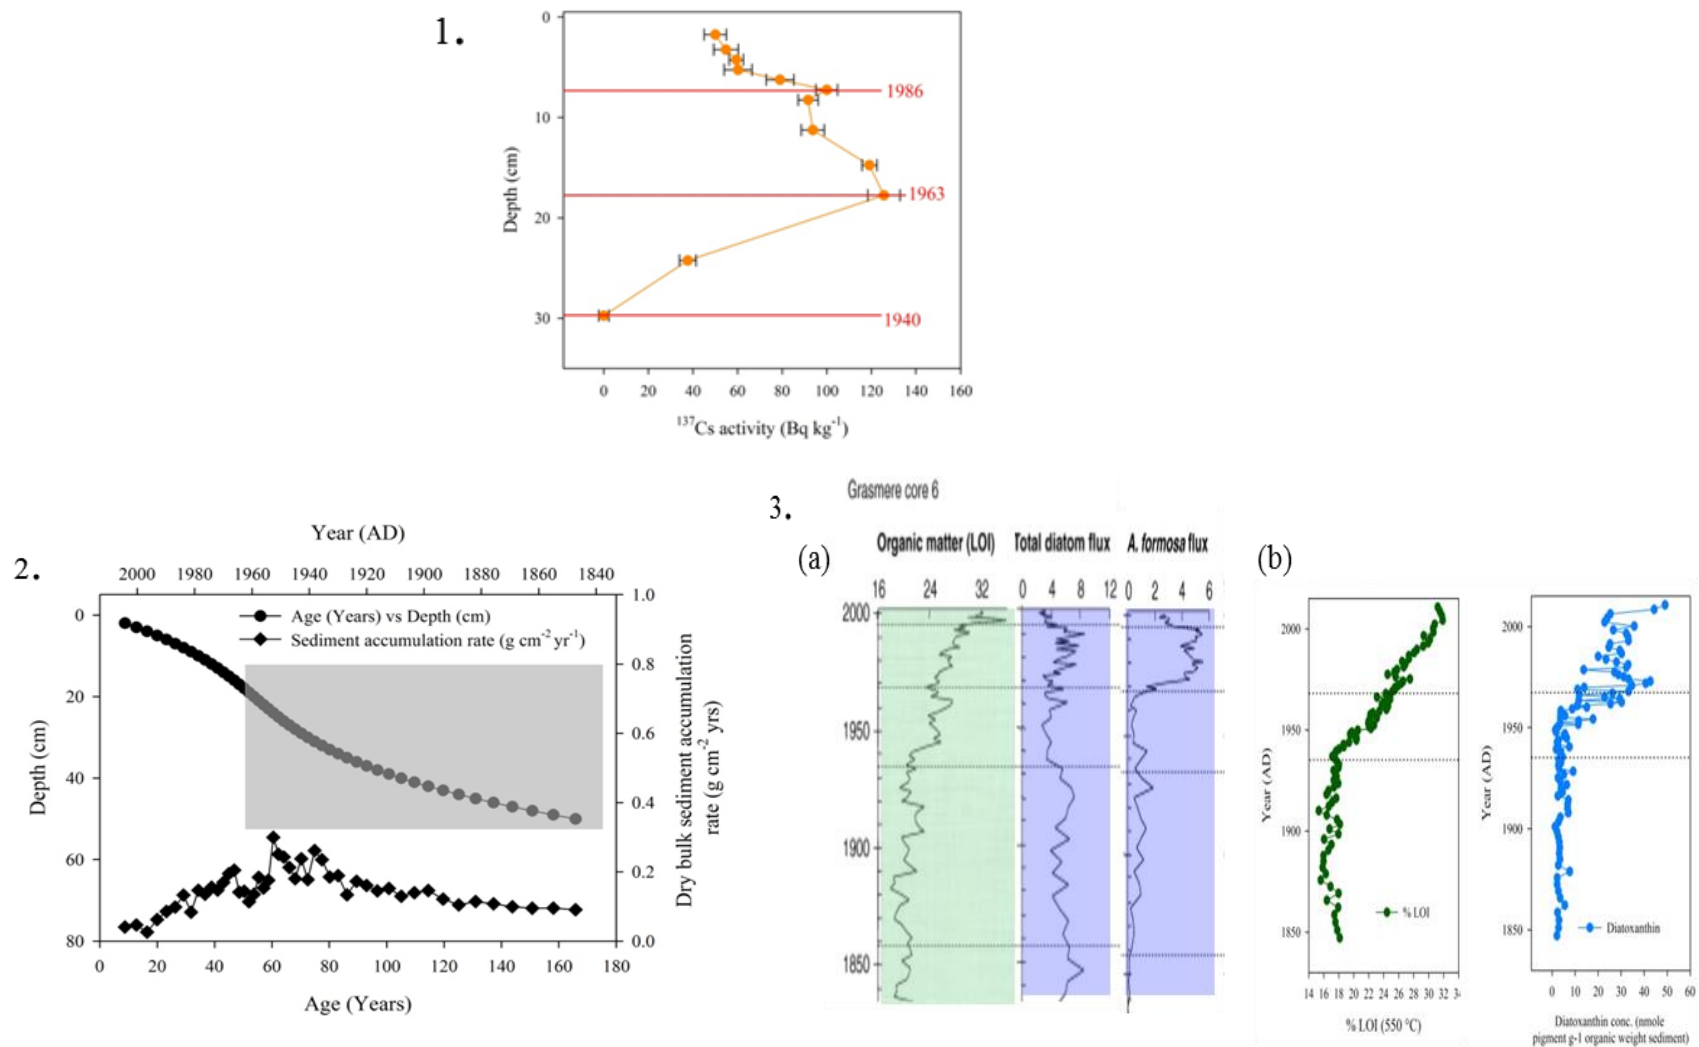 1.
0
10
20
30
Depth (cm)
1986
1963
1940
0 20 40 60 80 100 120 140 160
137Cs activity (Bq kg-1)
2.
Year (AD)
2000 1980 1960 1940 1920 1900 1880 1860 1840
Age (Years) vs Depth (cm)
Sediment accumulation rate (g cm-2 yr-1)
0
20
40
60
80
Depth (cm)
1.0
0.8
0.6
0.4
0.2
0.0
Dry bulk sediment accumulation
rate (g cm-2 yrs)
0 20 40 60 80 100 120 140 160 180
Age (Years)
3.
Grasmere core 6
(a)
Organic matter (LOI) Total diatom flux A. formosa flux
16 24 32 0 4 8 12 0 2 4 6
2000
1950
1900
1850
(b)
2000
1950
1900
1850
Year (AD)
% LOI
14 16 18 20 22 24 26 28 30 32 34
% LOI (550 °C)
2000
1950
1900
1850
Year (AD)
Diatoxanthin
0 10 20 30 40 50 60
Diatoxanthin conc. (nmole
pigment g-1 organic weight sediment)